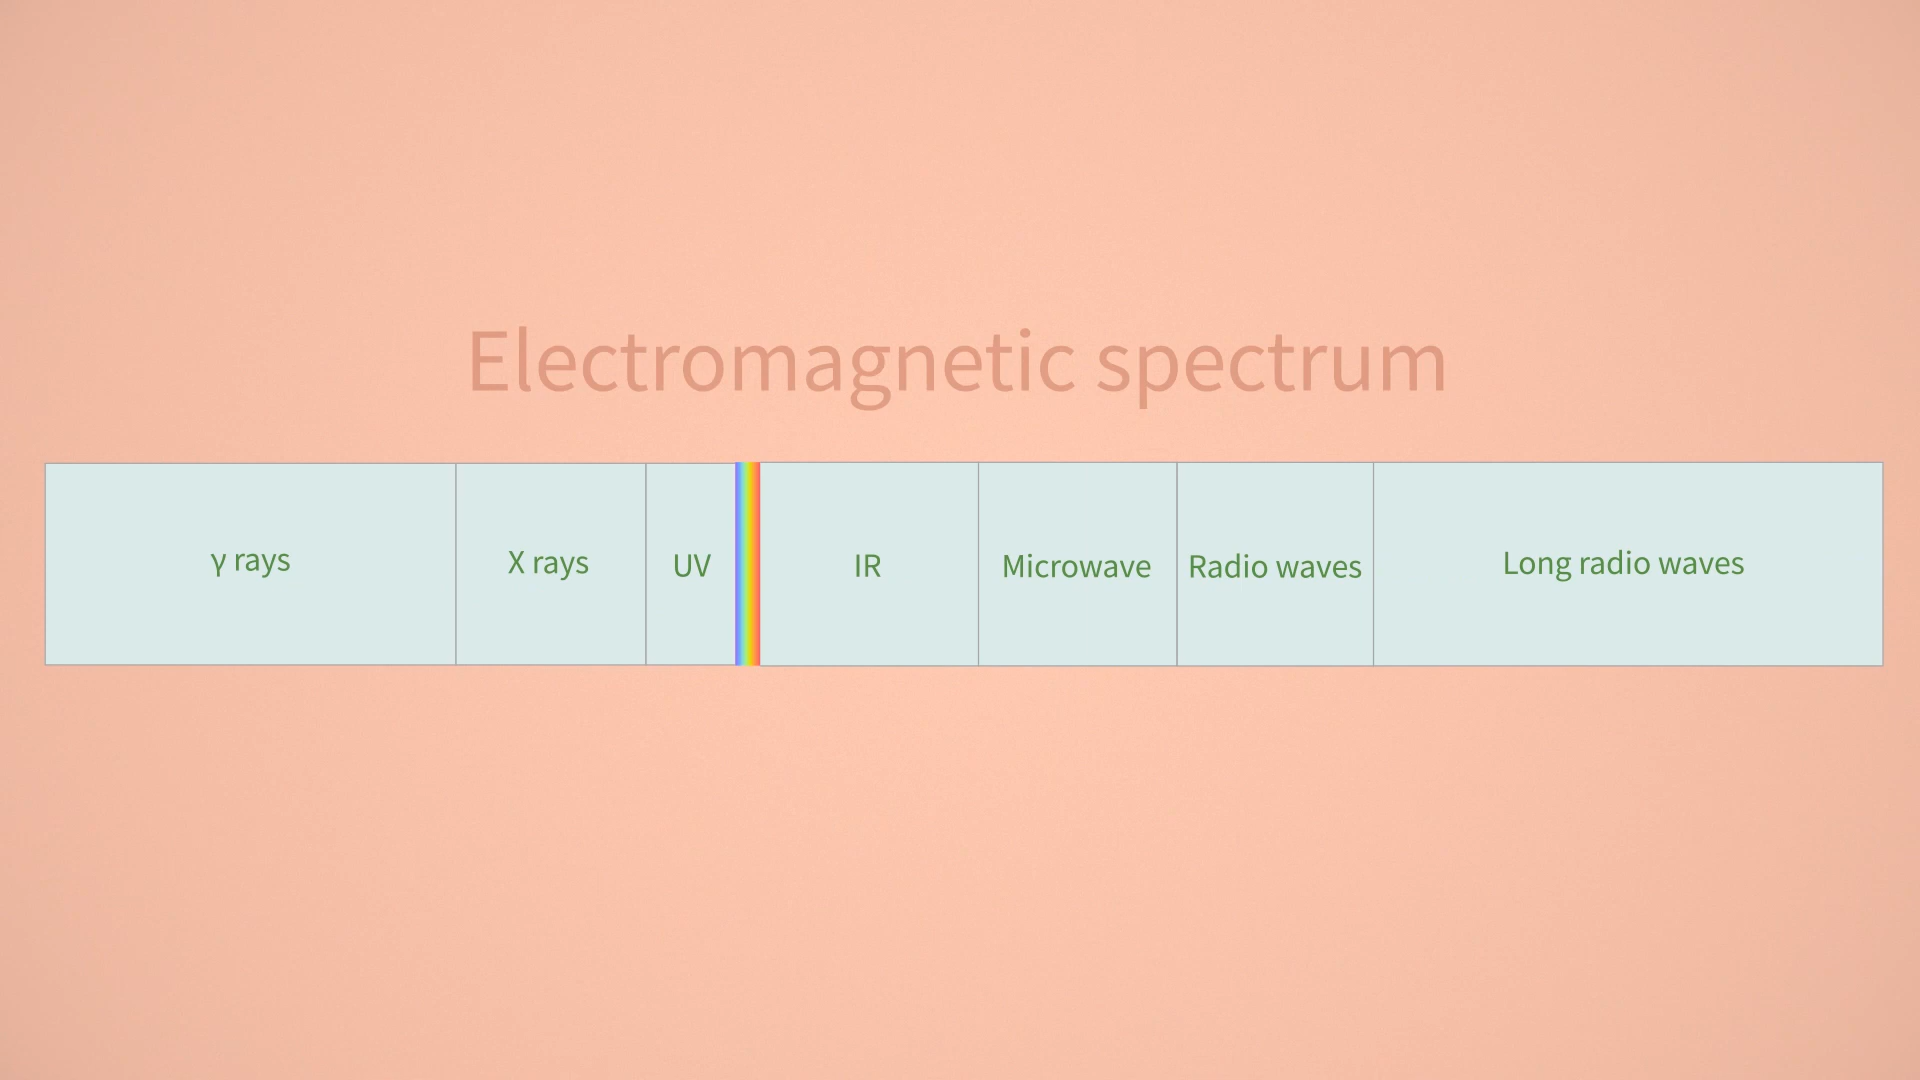 Electromagnetic spectrum
γ rays
X rays
UV
IR
Microwave
Radio waves
Long radio waves